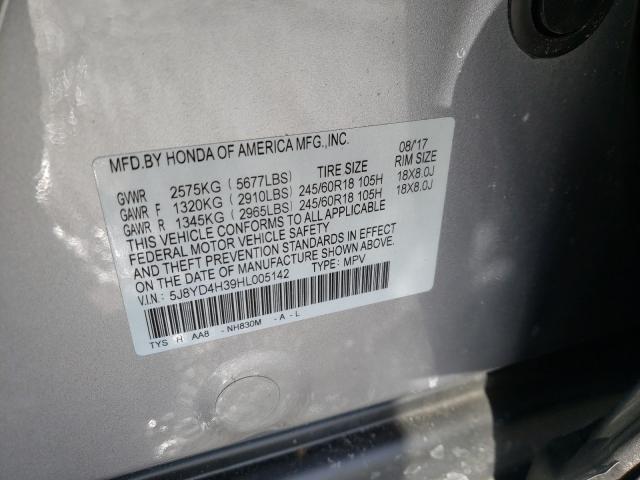 MFD.BY HONDA OF AMERICA MFG.,INC. 08/17
TIRE SIZE RIM SIZE
GVWR 2575KG (5677LBS)
GAWR F 1320KG (2910LBS) 245/60R18 105H 18X8.0J
GAWR R 1345KG (2965LBS) 245/60R18 105H 18X8.0J
THIS VEHICLE CONFORMS TO ALL APPLICABLE
FEDERAL MOTOR VEHICLE SAFETY
AND THEFT PREVENTION STANDARDS IN EFFECT
ON THE DATE OF MANUFACTURE SHOWN ABOVE.
V.I.N: 5J8YD4H39HL005142 TYPE: MPV
TYS H AA8 - NH830M - A - L